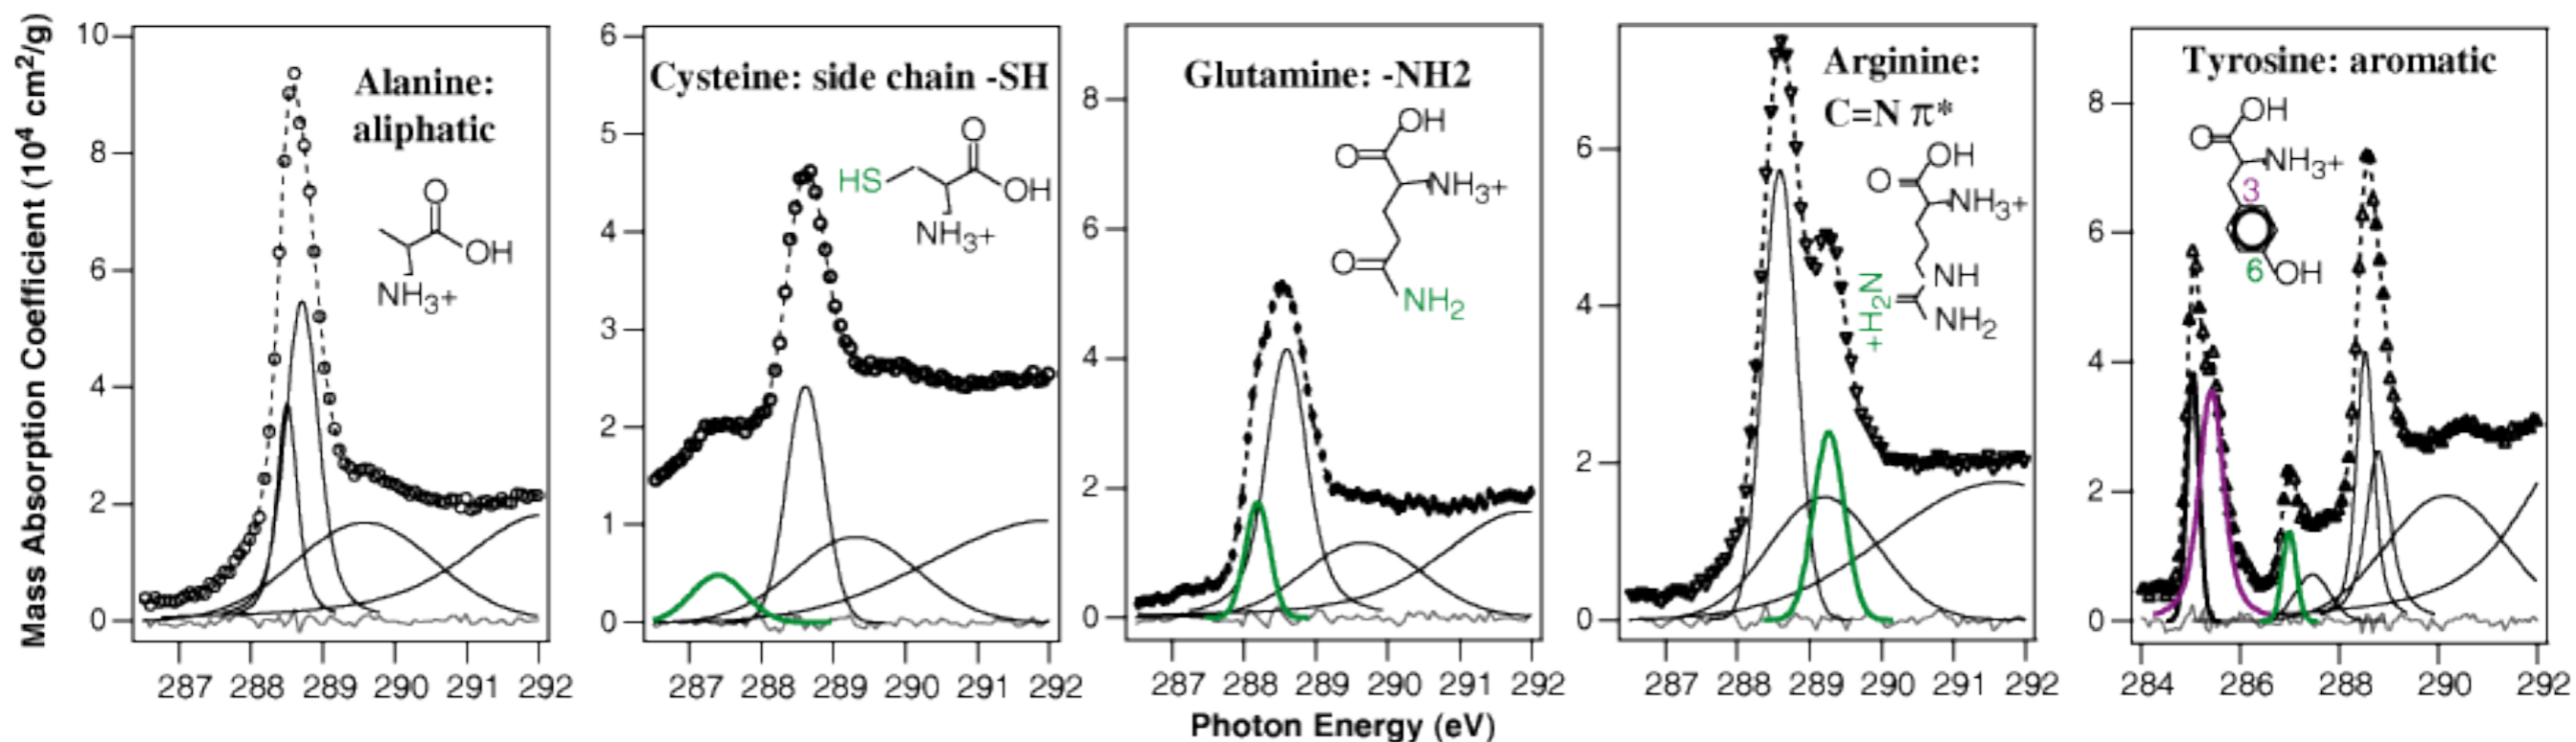 Mass Absorption Coefficient (10⁴ cm²/g)
10
8
6
4
2
0
Alanine:
aliphatic
O
OH
NH3+
287 288 289 290 291 292
6
5
4
3
2
1
0
Cysteine: side chain -SH
O
HS
OH
NH3+
287 288 289 290 291 292
8
6
4
2
0
Glutamine: -NH2
OH
O
NH3+
O
NH2
287 288 289 290 291 292
6
4
2
0
Arginine:
C=N π*
OH
O
NH3+
NH
+H2N
NH2
287 288 289 290 291 292
8
6
4
2
0
Tyrosine: aromatic
OH
O
NH3+
3
6
OH
284 286 288 290 292
Photon Energy (eV)